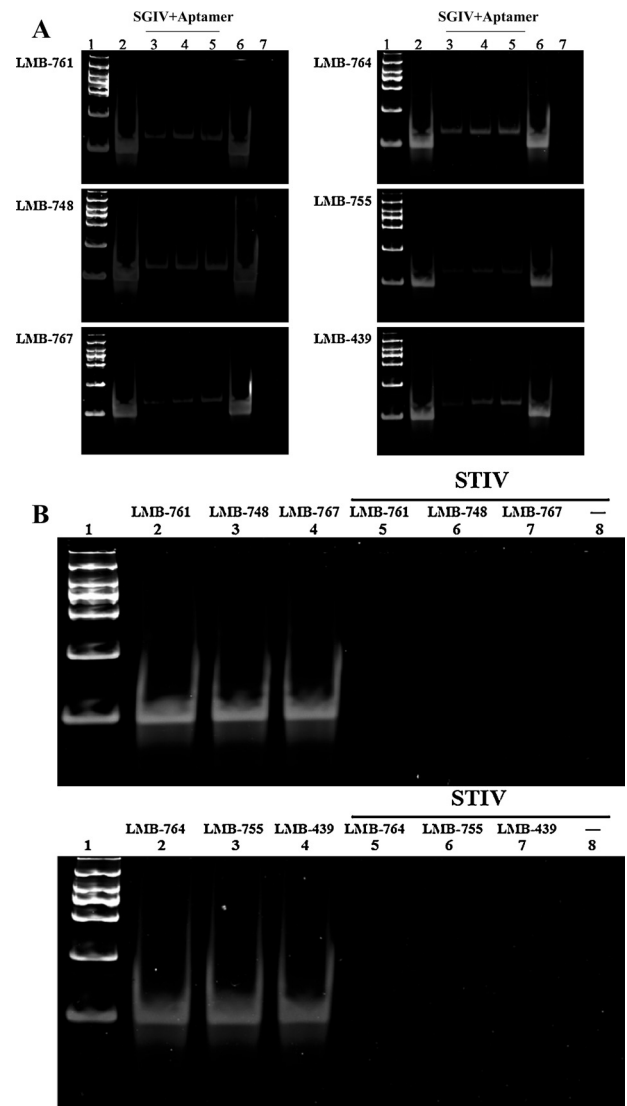 A
SGIV+Aptamer
1 2 3 4 5 6 7
LMB-761
LMB-748
LMB-767
SGIV+Aptamer
1 2 3 4 5 6 7
LMB-764
LMB-755
LMB-439
B
STIV
LMB-761 LMB-748 LMB-767 LMB-761 LMB-748 LMB-767 —
1 2 3 4 5 6 7 8
STIV
LMB-764 LMB-755 LMB-439 LMB-764 LMB-755 LMB-439 —
1 2 3 4 5 6 7 8